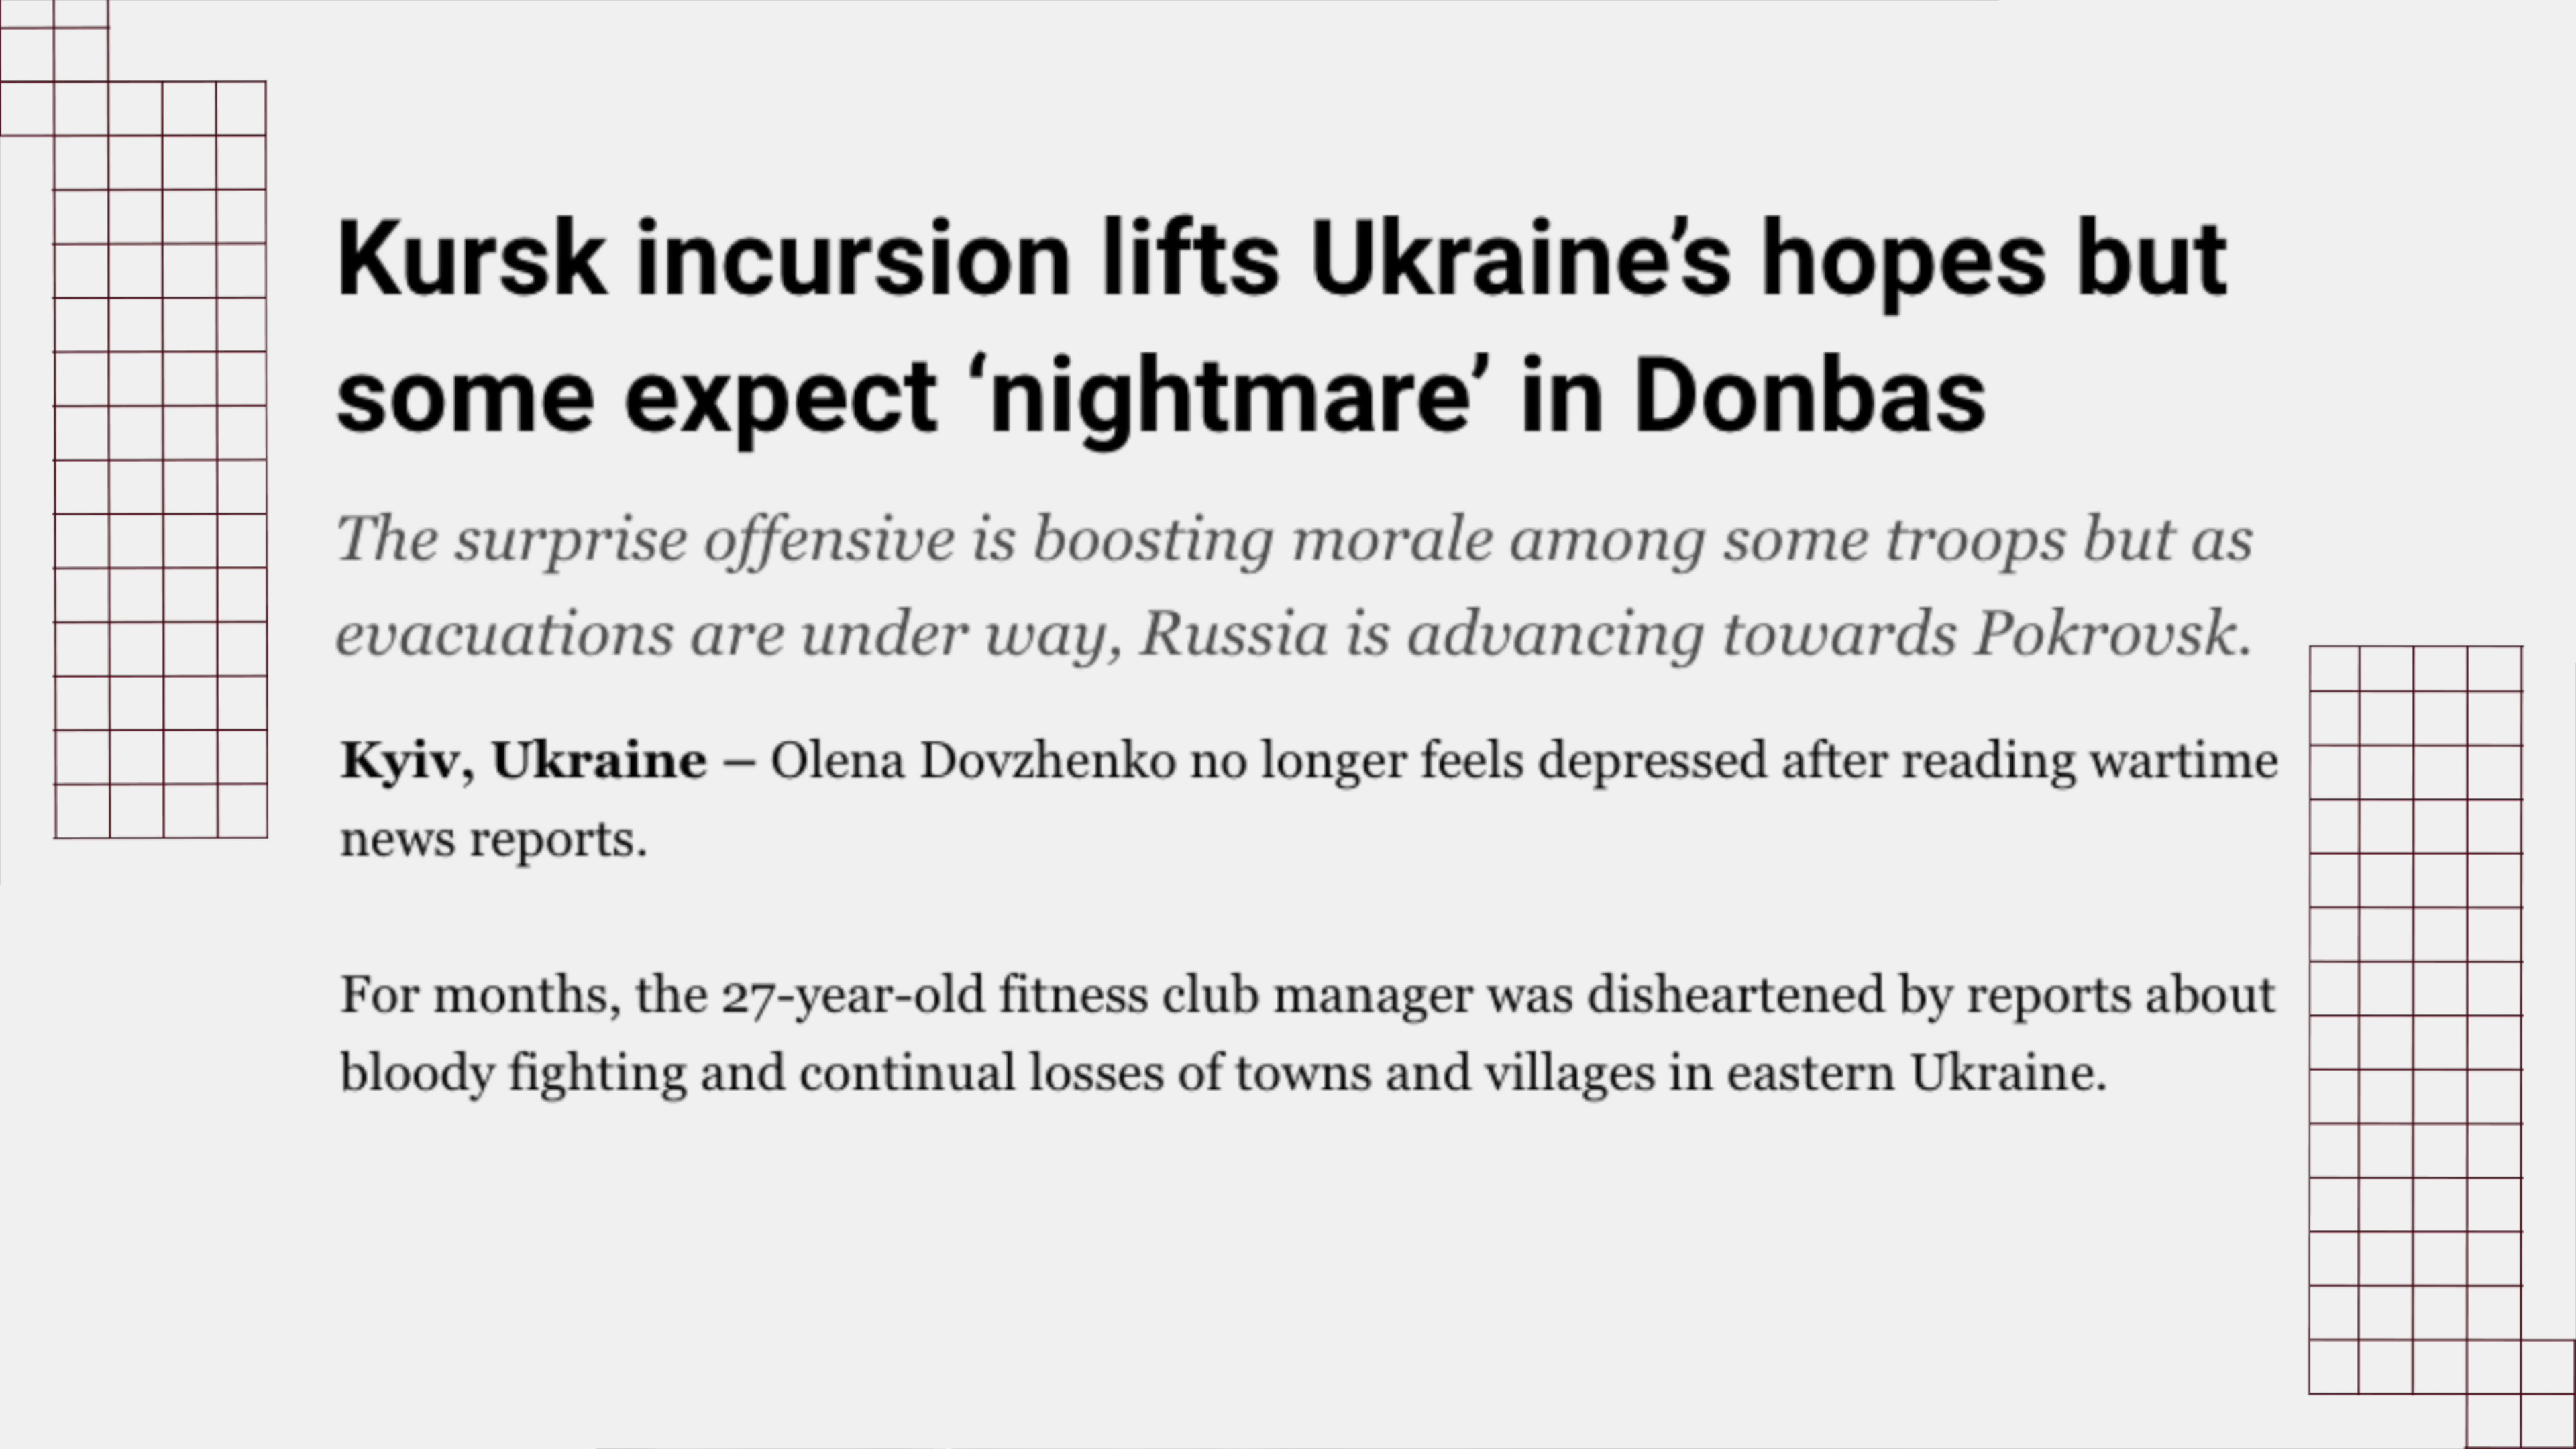 Kursk incursion lifts Ukraine’s hopes but
some expect ‘nightmare’ in Donbas
The surprise offensive is boosting morale among some troops but as
evacuations are under way, Russia is advancing towards Pokrovsk.
Kyiv, Ukraine – Olena Dovzhenko no longer feels depressed after reading wartime
news reports.
For months, the 27-year-old fitness club manager was disheartened by reports about
bloody fighting and continual losses of towns and villages in eastern Ukraine.